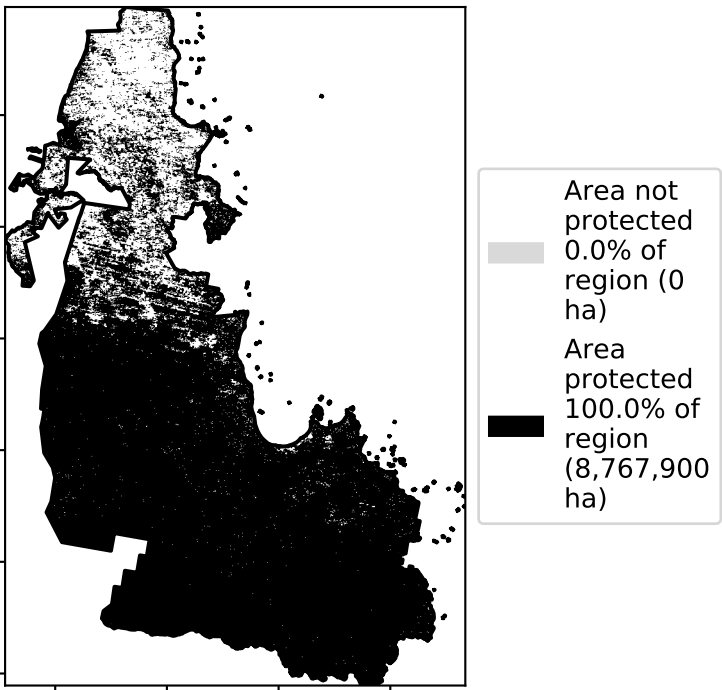 Area not
protected
0.0% of
region (0
ha)
Area
protected
100.0% of
region
(8,767,900
ha)